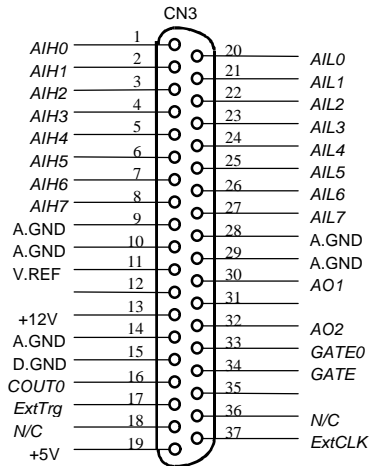 CN3
AIH0 1
20 AIL0
AIH1 2
21 AIL1
AIH2 3
22 AIL2
AIH3 4
23 AIL3
AIH4 5
24 AIL4
AIH5 6
25 AIL5
AIH6 7
26 AIL6
AIH7 8
27 AIL7
A.GND 9
28 A.GND
A.GND 10
29 A.GND
V.REF 11
30 AO1
12
31
+12V 13
32 AO2
A.GND 14
33 GATE0
D.GND 15
34 GATE
COUT0 16
35
ExtTrg 17
36 N/C
N/C 18
37 ExtCLK
+5V 19